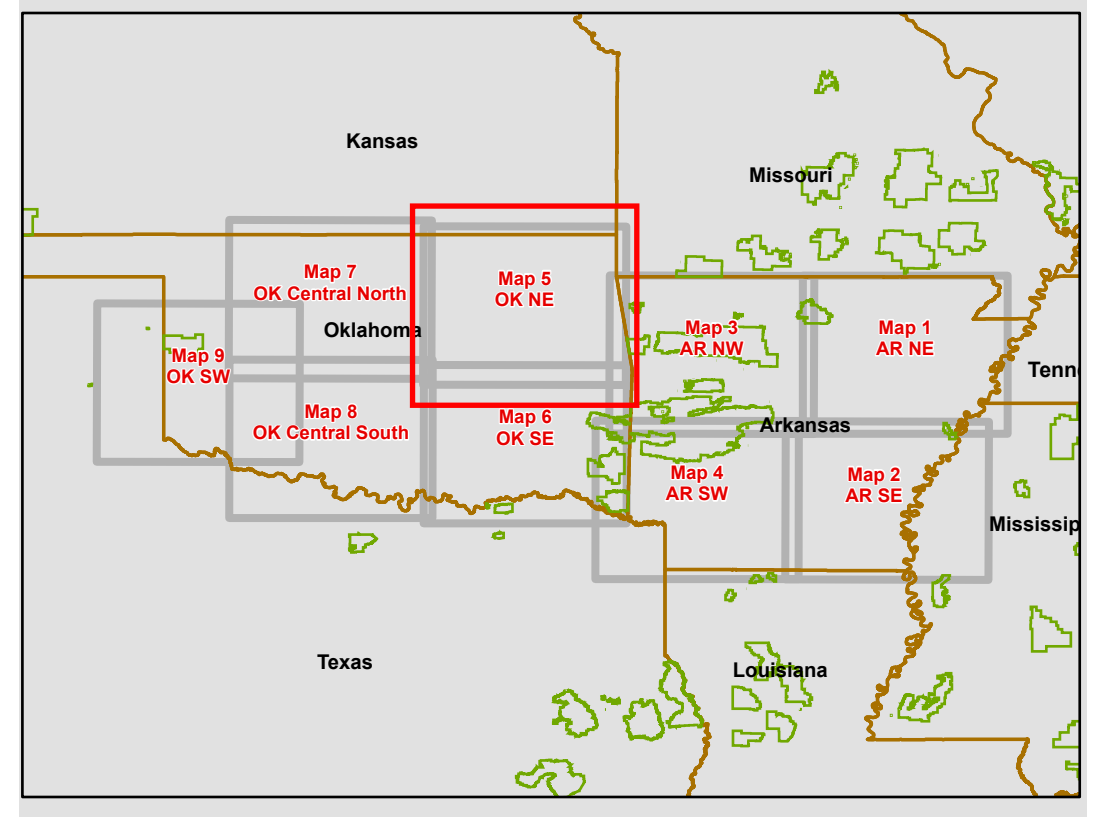 Kansas
Missouri
Map 7
OK Central North
Map 5
OK NE
Oklahoma
Map 3
AR NW
Map 1
AR NE
Map 9
OK SW
Tenn
Map 8
OK Central South
Map 6
OK SE
Arkansas
Map 4
AR SW
Map 2
AR SE
Mississip
Texas
Louisiana